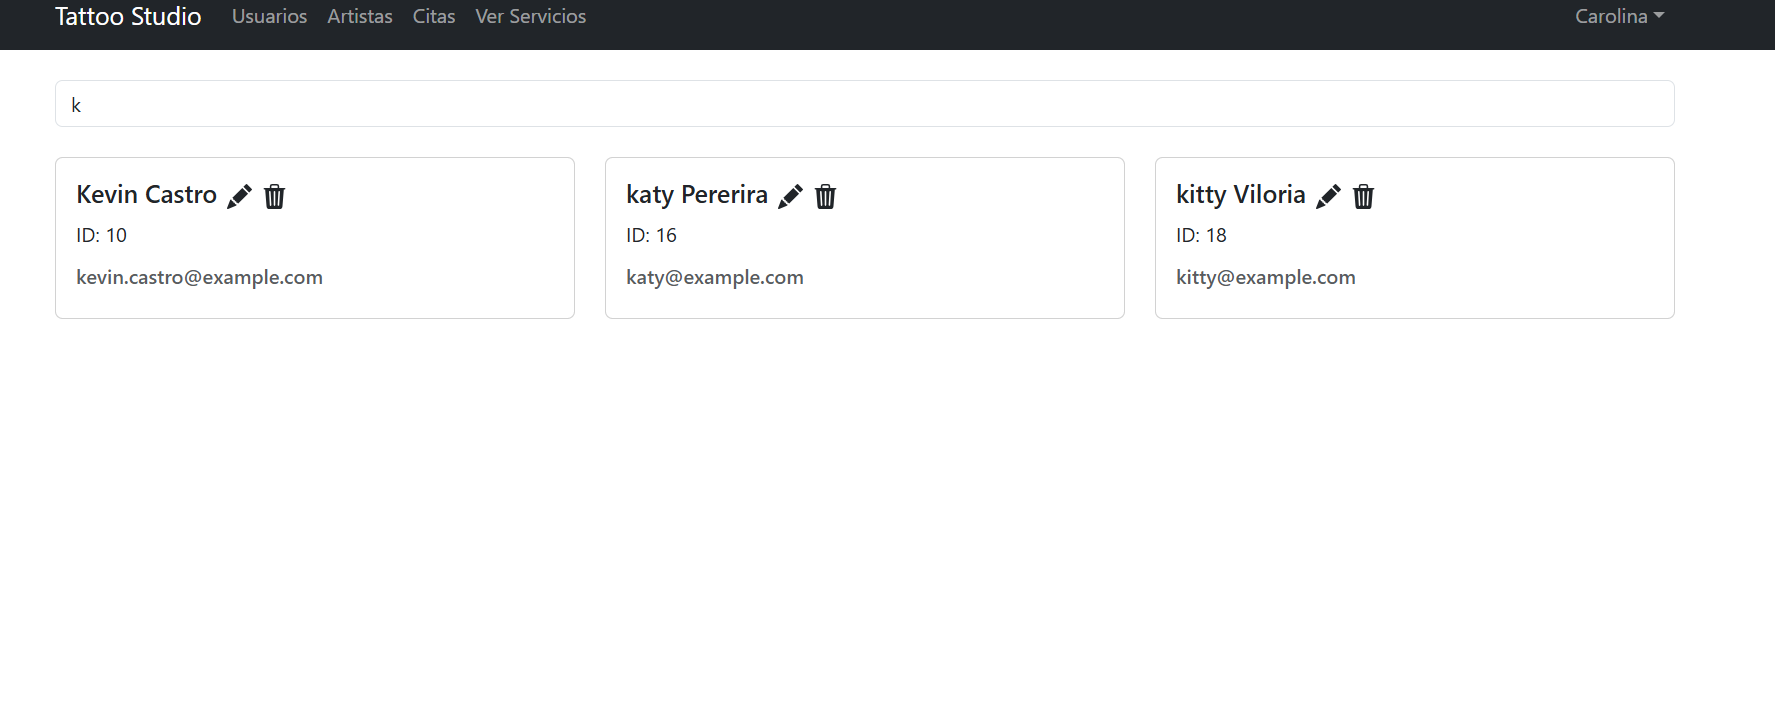 Tattoo Studio Usuarios Artistas Citas Ver Servicios Carolina
k
Kevin Castro
ID: 10
kevin.castro@example.com
katy Pererira
ID: 16
katy@example.com
kitty Viloria
ID: 18
kitty@example.com